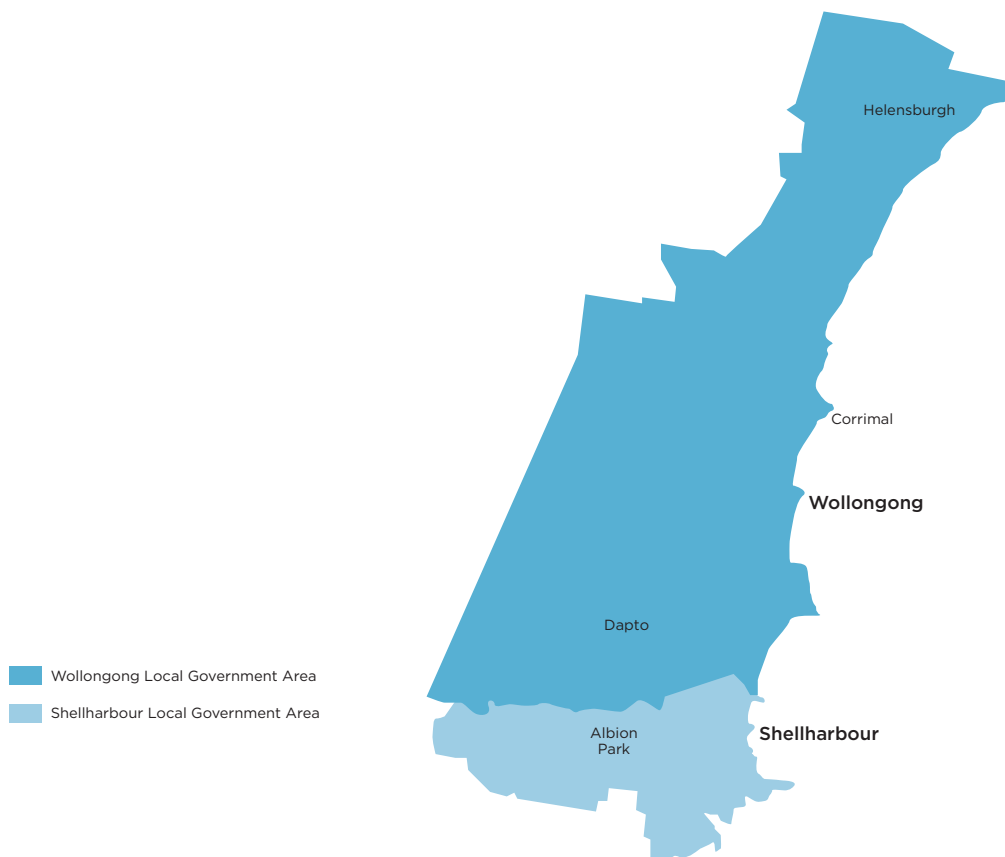 Helensburgh
Corrimal
Wollongong
Dapto
Wollongong Local Government Area
Shellharbour Local Government Area
Albion
Park
Shellharbour